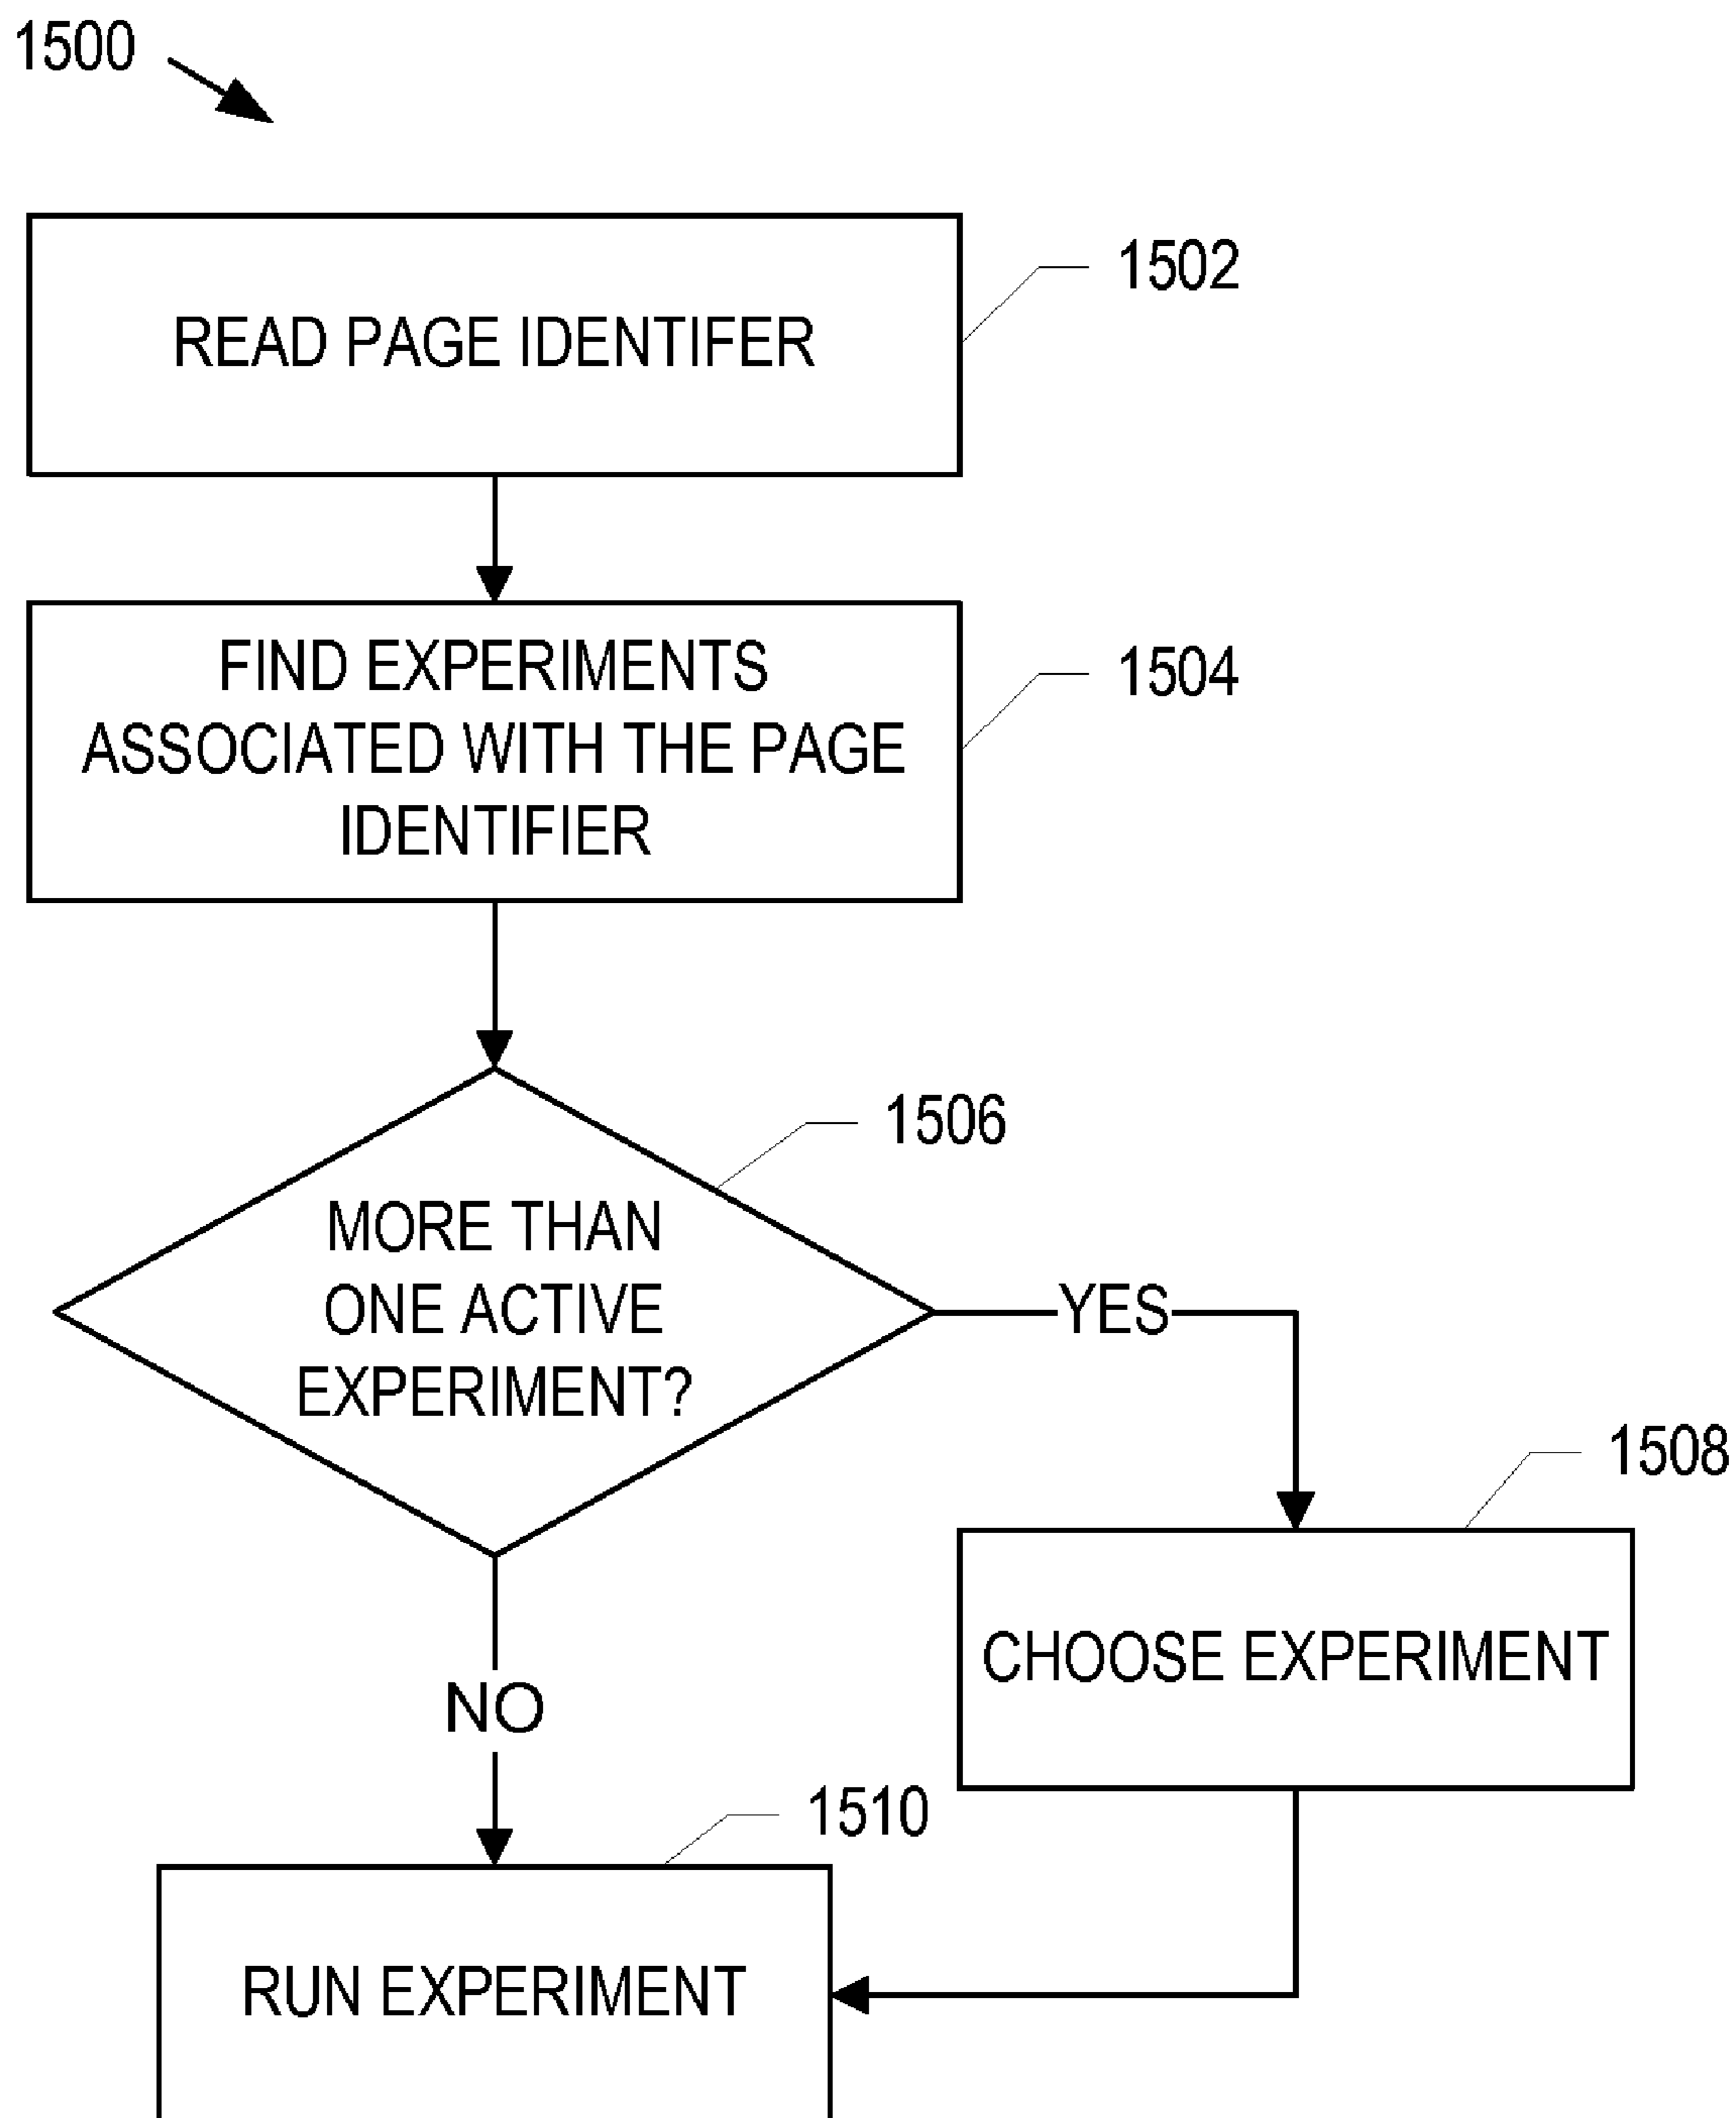 1500
READ PAGE IDENTIFER
1502
FIND EXPERIMENTS
ASSOCIATED WITH THE PAGE
IDENTIFIER
1504
1506
MORE THAN
ONE ACTIVE
EXPERIMENT?
YES
1508
CHOOSE EXPERIMENT
NO
1510
RUN EXPERIMENT